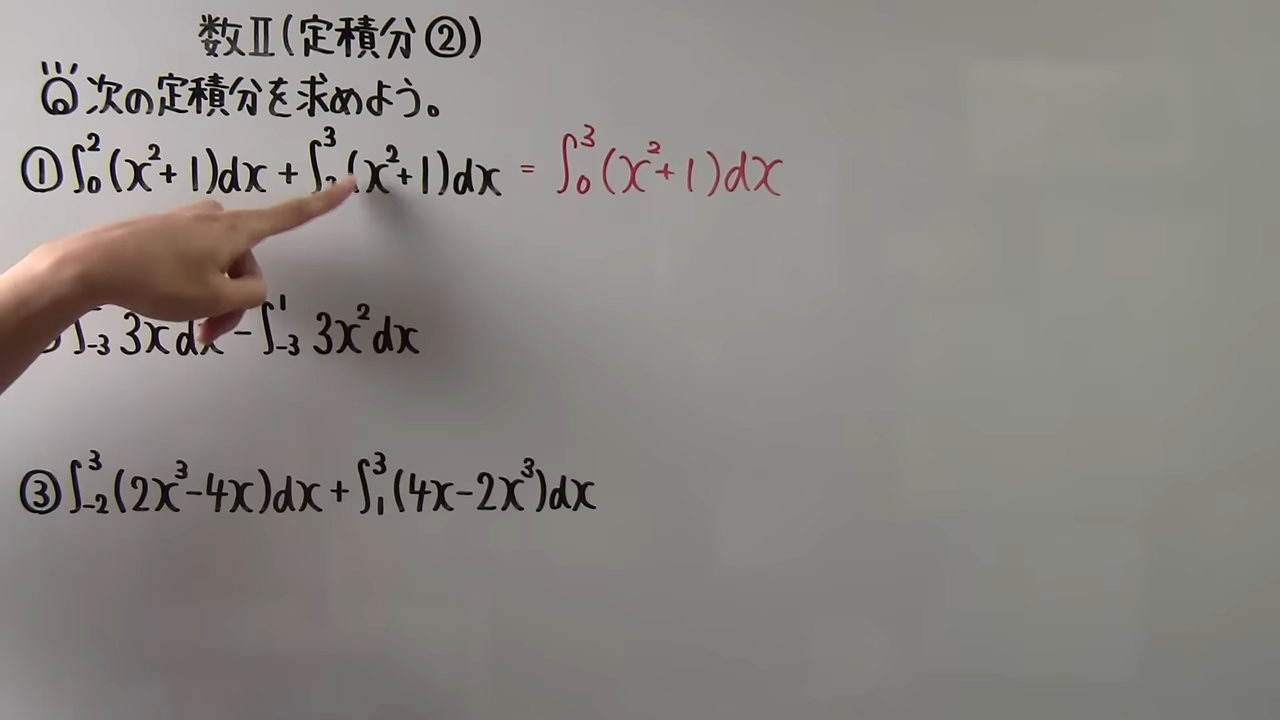 数Ⅱ(定積分②)
Q次の定積分を求めよう。
①∫₀²(x²+1)dx+∫³(x²+1)dx=∫₀³(x²+1)dx
∫₋₃ 3x dx-∫₋₃¹ 3x²dx
③∫₋₂³(2x³-4x)dx+∫₁³(4x-2x³)dx